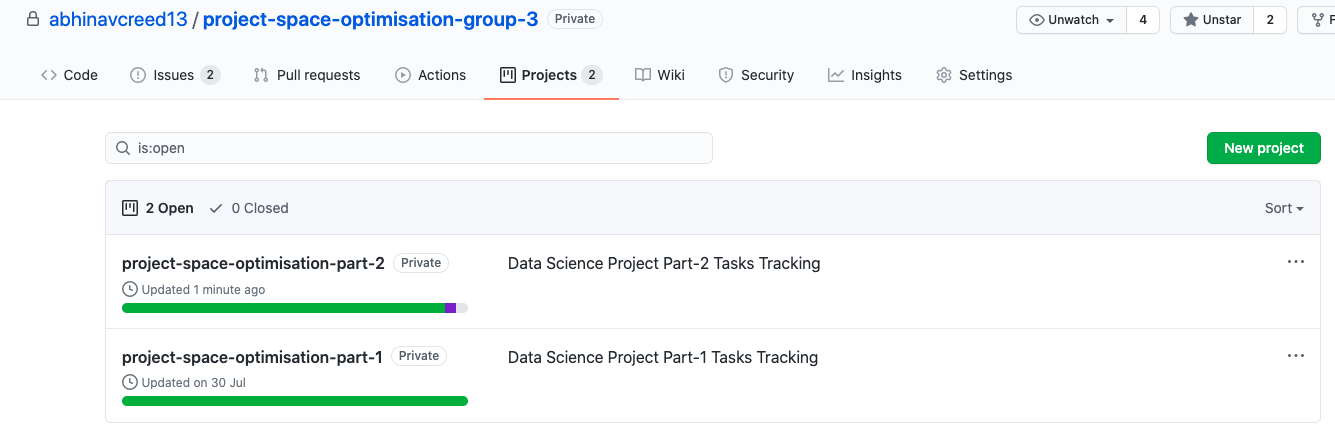 abhinavcreed13 / project-space-optimisation-group-3 Private Unwatch 4 Unstar 2 F
Code Issues 2 Pull requests Actions Projects 2 Wiki Security Insights Settings
is:open New project
2 Open 0 Closed Sort
project-space-optimisation-part-2 Private Data Science Project Part-2 Tasks Tracking
Updated 1 minute ago
project-space-optimisation-part-1 Private Data Science Project Part-1 Tasks Tracking
Updated on 30 Jul